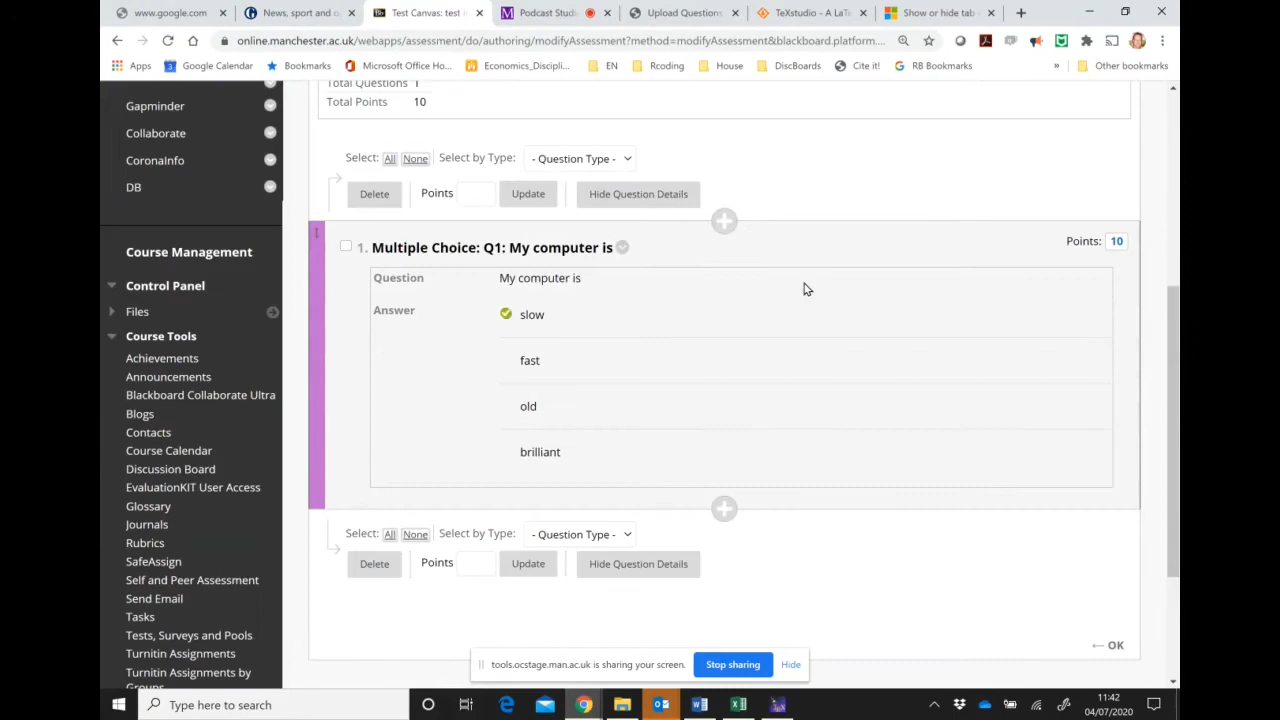 www.google.com
News, sport and o
Test Canvas: test i
Podcast Studi
Upload Questions
TeXstudio - A LaTe
Show or hide tab
online.manchester.ac.uk/webapps/assessment/do/authoring/modifyAssessment?method=modifyAssessment&blackboard.platform....
Apps
Google Calendar
Bookmarks
Microsoft Office Ho...
Economics_Discipli...
EN
Rcoding
House
DiscBoards
Cite it!
RB Bookmarks
»
Other bookmarks
Gapminder
Collaborate
CoronaInfo
DB
Course Management
Control Panel
Files
Course Tools
Achievements
Announcements
Blackboard Collaborate Ultra
Blogs
Contacts
Course Calendar
Discussion Board
EvaluationKIT User Access
Glossary
Journals
Rubrics
SafeAssign
Self and Peer Assessment
Send Email
Tasks
Tests, Surveys and Pools
Turnitin Assignments
Turnitin Assignments by
Groups
Total Questions 1
Total Points 10
Select: All None Select by Type: - Question Type -
Delete Points Update Hide Question Details
1. Multiple Choice: Q1: My computer is
Points: 10
Question My computer is
Answer slow
fast
old
brilliant
Select: All None Select by Type: - Question Type -
Delete Points Update Hide Question Details
← OK
tools.ocstage.man.ac.uk is sharing your screen. Stop sharing Hide
Type here to search
11:42
04/07/2020